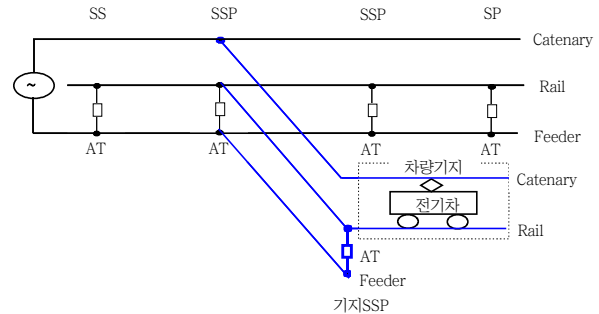 SS SSP SSP SP
Catenary
~
Rail
Feeder
AT AT AT AT
차량기지
Catenary
전기차
Rail
AT
Feeder
기지SSP